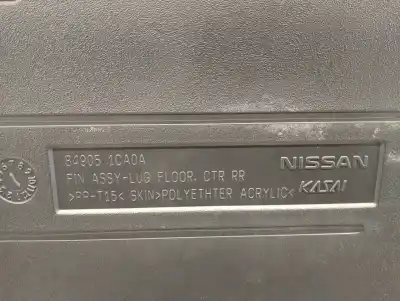 84905 1CA0A
NISSAN
FIN ASSY-LUG FLOOR. CTR RR
>PP-T15< SKIN>POLYETHTER ACRYLIC<
KASAI